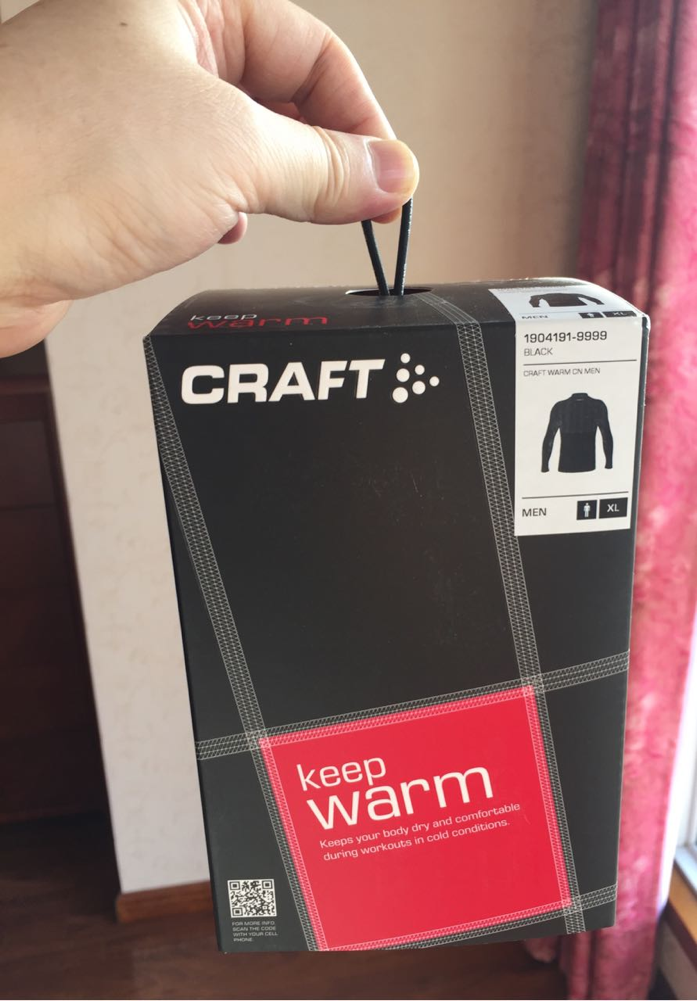 keep
warm
MEN XL
CRAFT
1904191-9999
BLACK
CRAFT WARM CN MEN
MEN XL
keep
warm
Keeps your body dry and comfortable
during workouts in cold conditions.
FOR MORE INFO
SCAN THE CODE
WITH YOUR CELL
PHONE